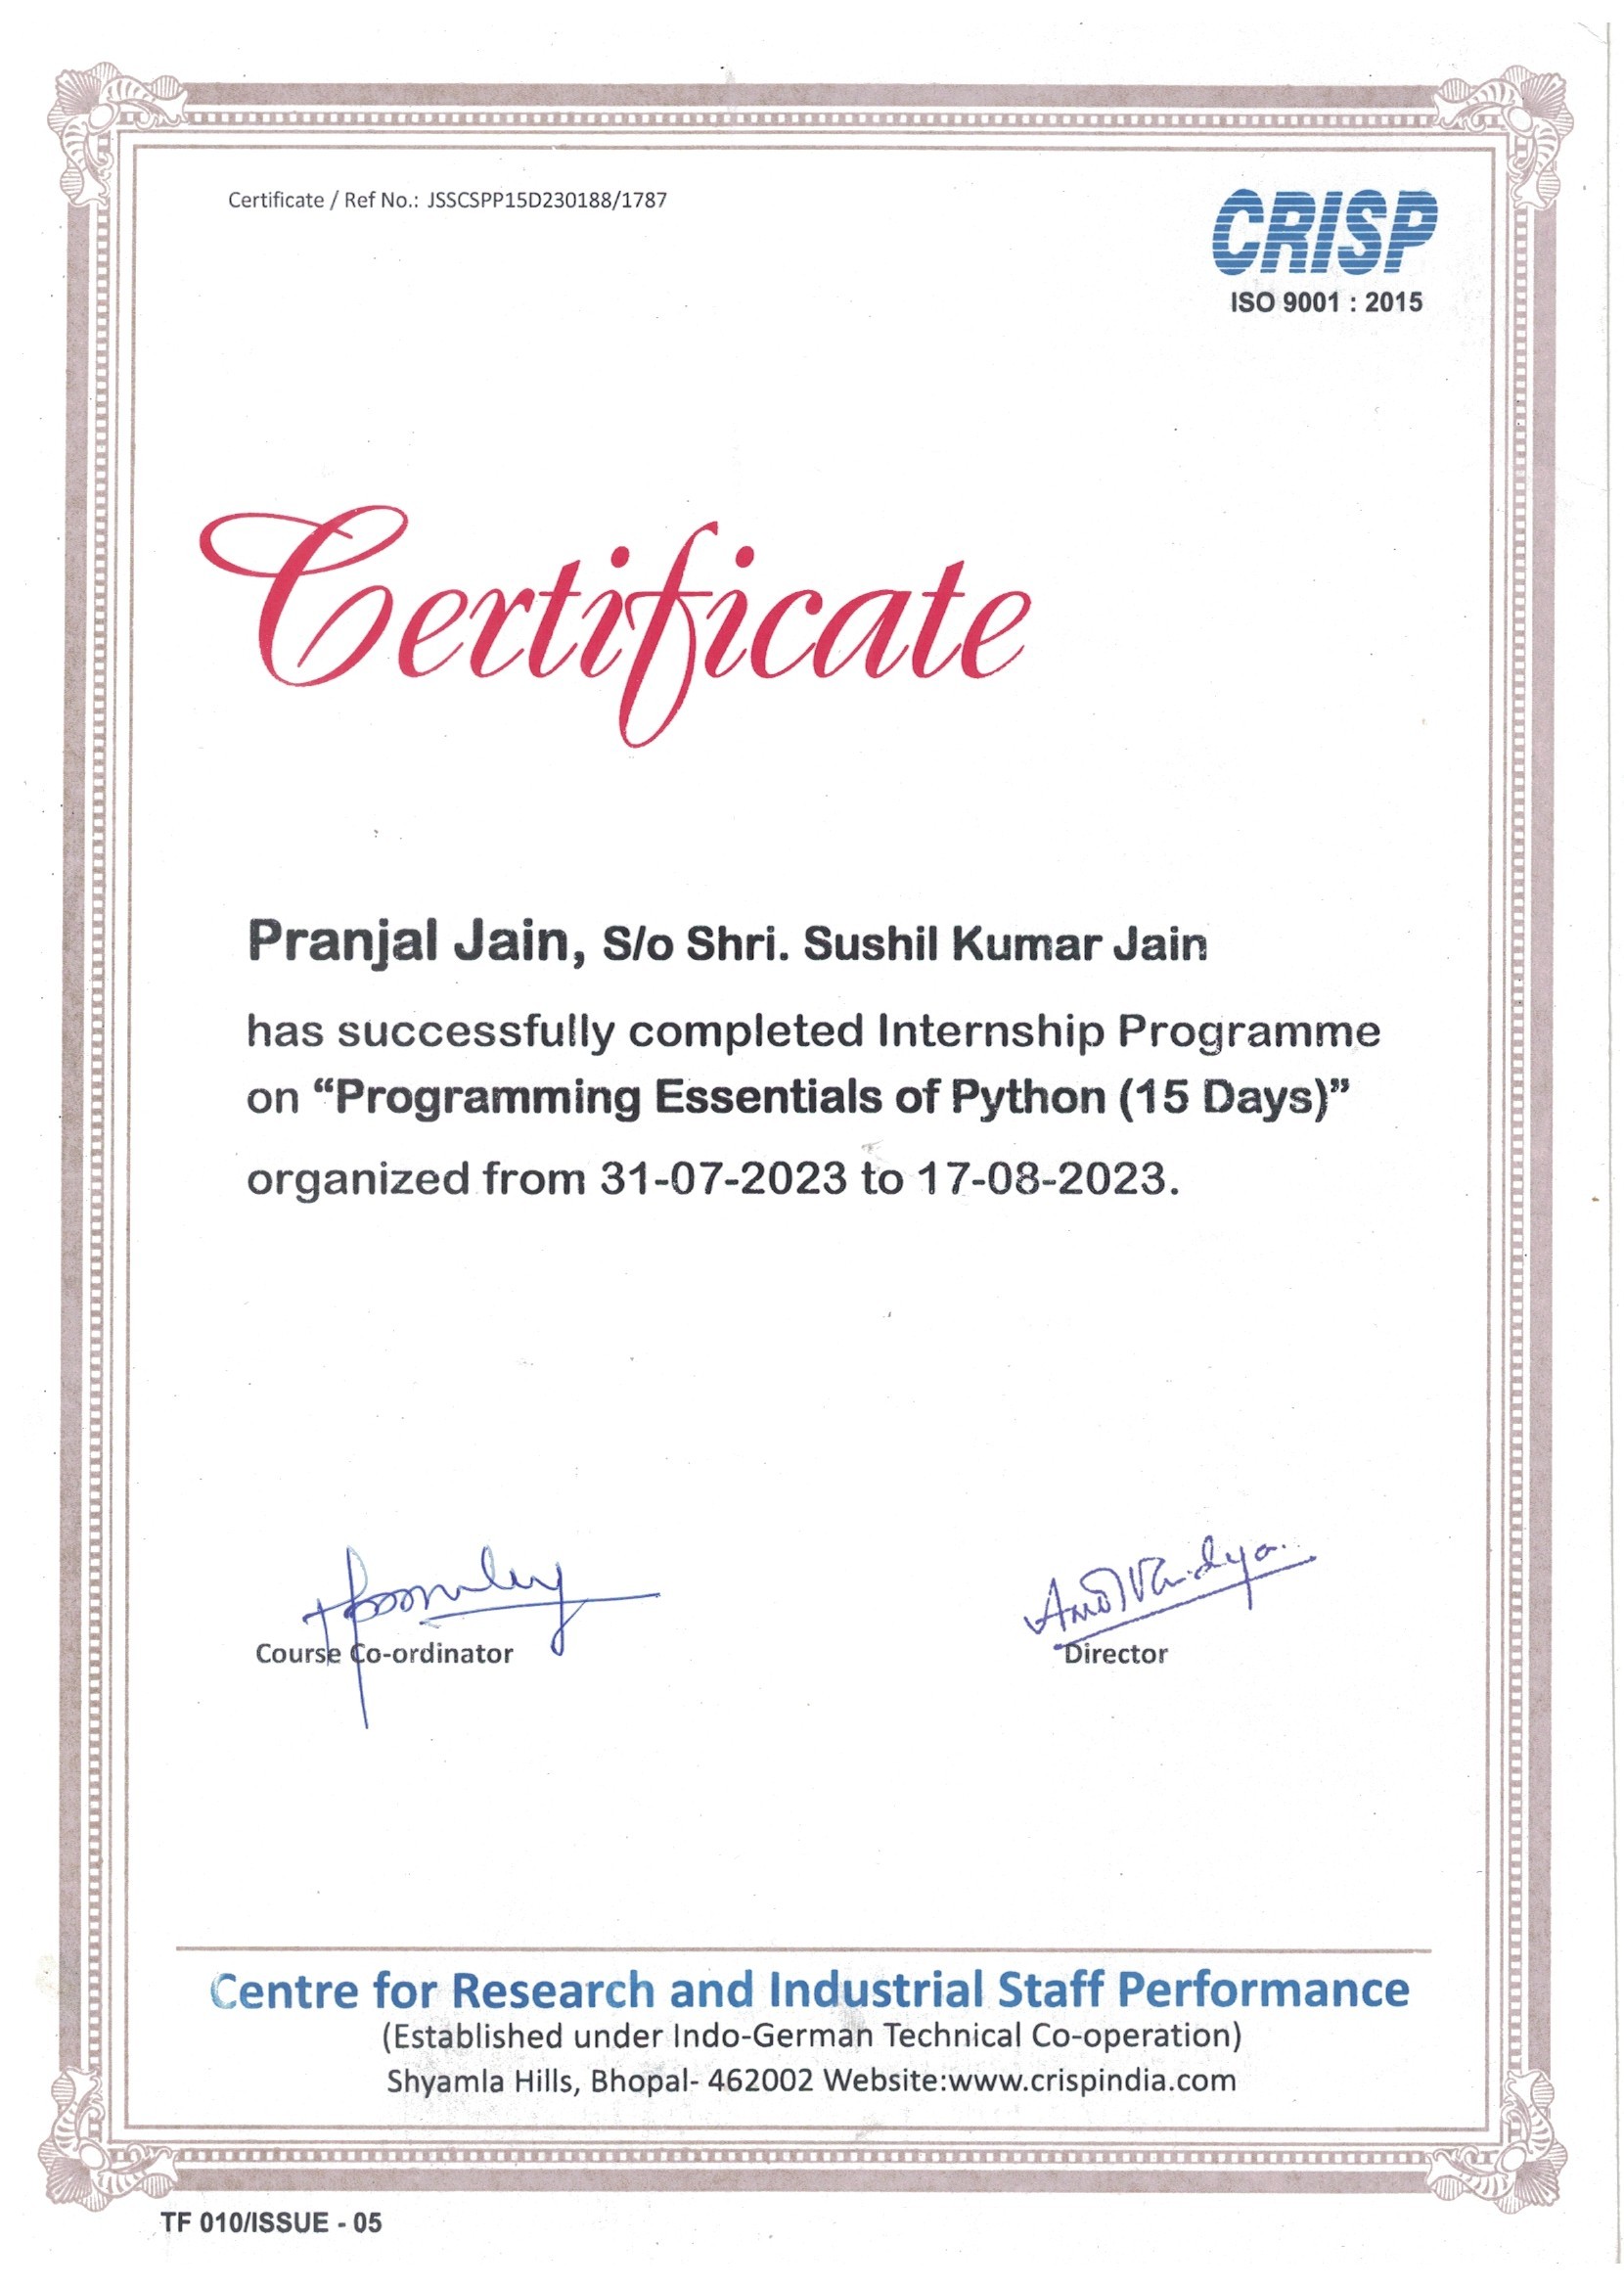 Certificate / Ref No.: JSSCSPP15D230188/1787
CRISP
ISO 9001 : 2015
Certificate
Pranjal Jain, S/o Shri. Sushil Kumar Jain
has successfully completed Internship Programme
on “Programming Essentials of Python (15 Days)”
organized from 31-07-2023 to 17-08-2023.
Course Co-ordinator
Director
Centre for Research and Industrial Staff Performance
(Established under Indo-German Technical Co-operation)
Shyamla Hills, Bhopal- 462002 Website:www.crispindia.com
TF 010/ISSUE - 05